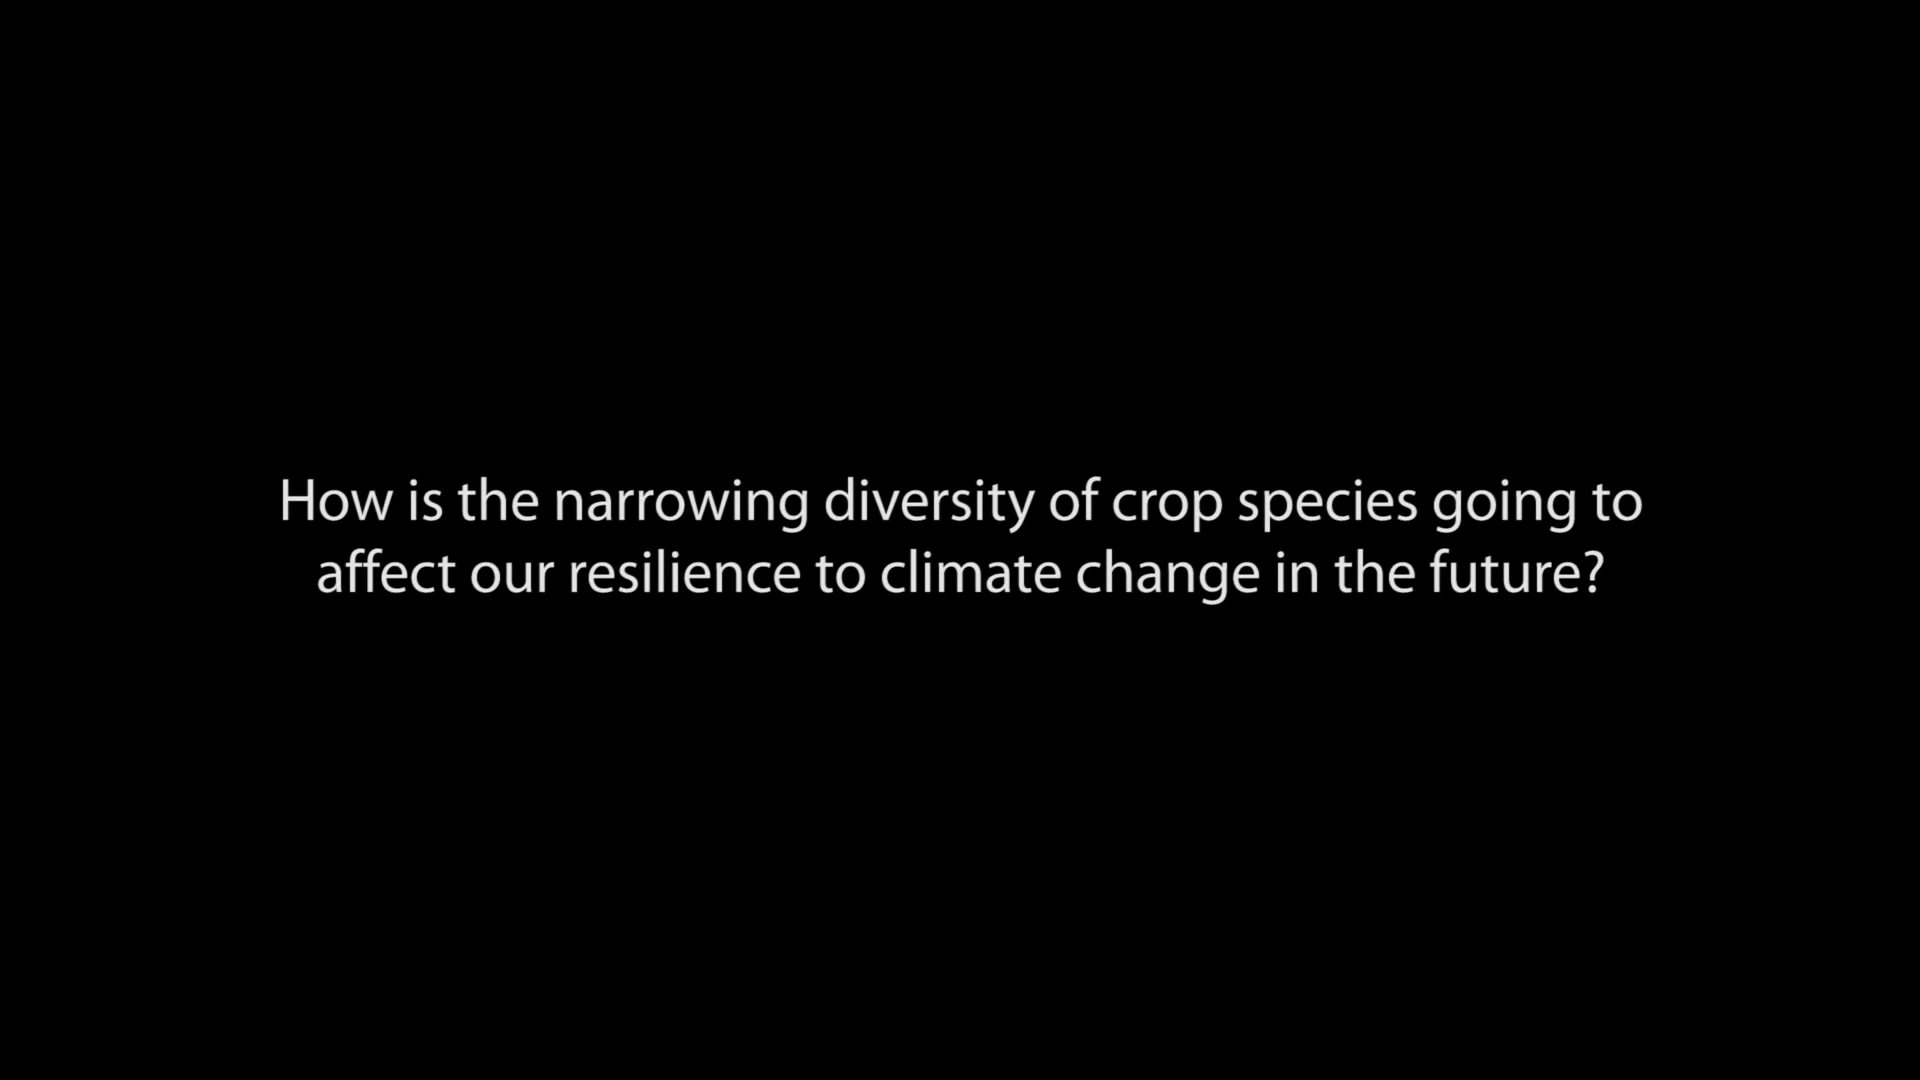 How is the narrowing diversity of crop species going to
affect our resilience to climate change in the future?